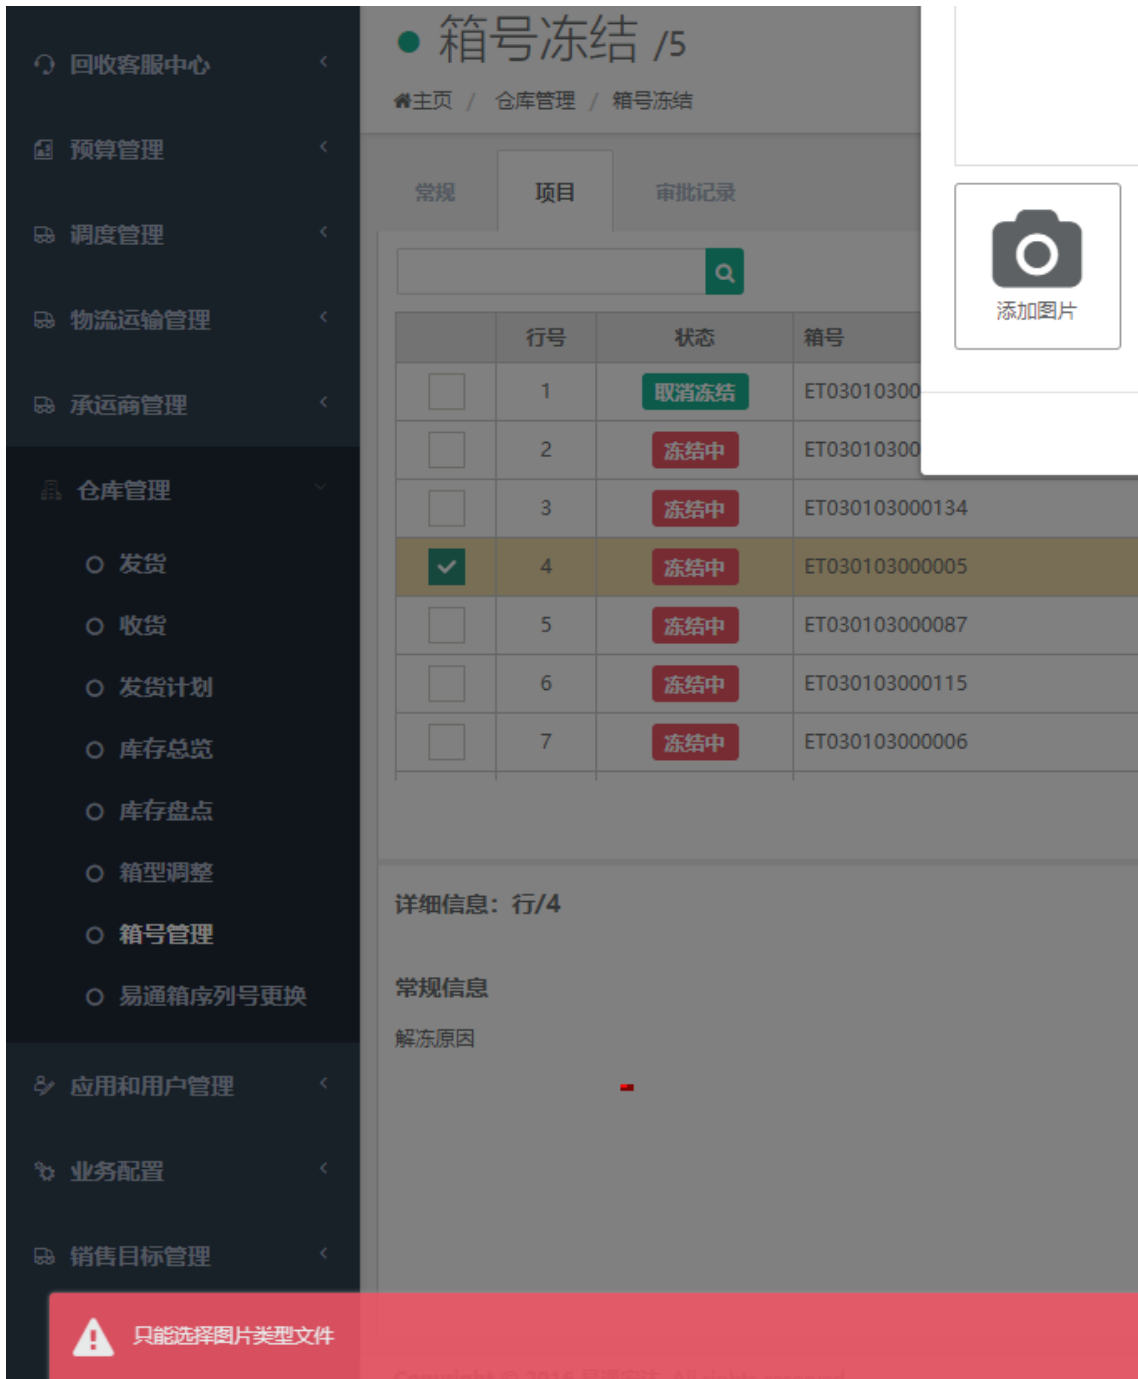 回收客服中心
预算管理
调度管理
物流运输管理
承运商管理
仓库管理
发货
收货
发货计划
库存总览
库存盘点
箱型调整
箱号管理
易通箱序列号更换
应用和用户管理
业务配置
销售目标管理
箱号冻结 /5
主页 / 仓库管理 / 箱号冻结
常规 项目 审批记录
行号 状态 箱号
1 取消冻结 ET03010300
2 冻结中 ET03010300
3 冻结中 ET030103000134
4 冻结中 ET030103000005
5 冻结中 ET030103000087
6 冻结中 ET030103000115
7 冻结中 ET030103000006
添加图片
详细信息：行/4
常规信息
解冻原因
只能选择图片类型文件